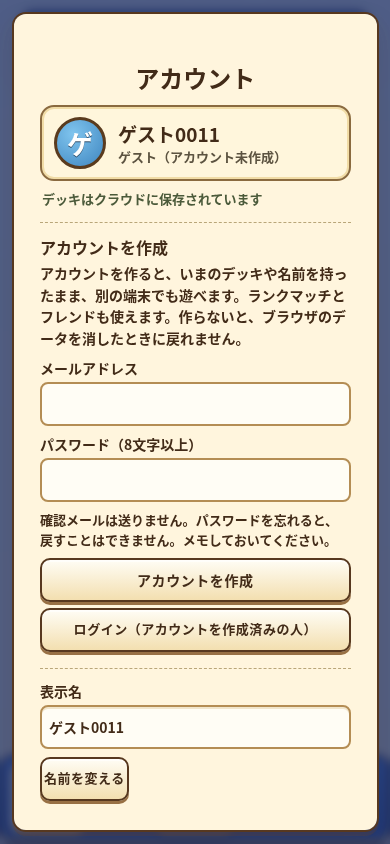 アカウント
ゲ
ゲスト0011
ゲスト（アカウント未作成）
デッキはクラウドに保存されています
アカウントを作成
アカウントを作ると、いまのデッキや名前を持っ
たまま、別の端末でも遊べます。ランクマッチと
フレンドも使えます。作らないと、ブラウザのデ
ータを消したときに戻れません。
メールアドレス
パスワード（8文字以上）
確認メールは送りません。パスワードを忘れると、
戻すことはできません。メモしておいてください。
アカウントを作成
ログイン（アカウントを作成済みの人）
表示名
ゲスト0011
名前を変える